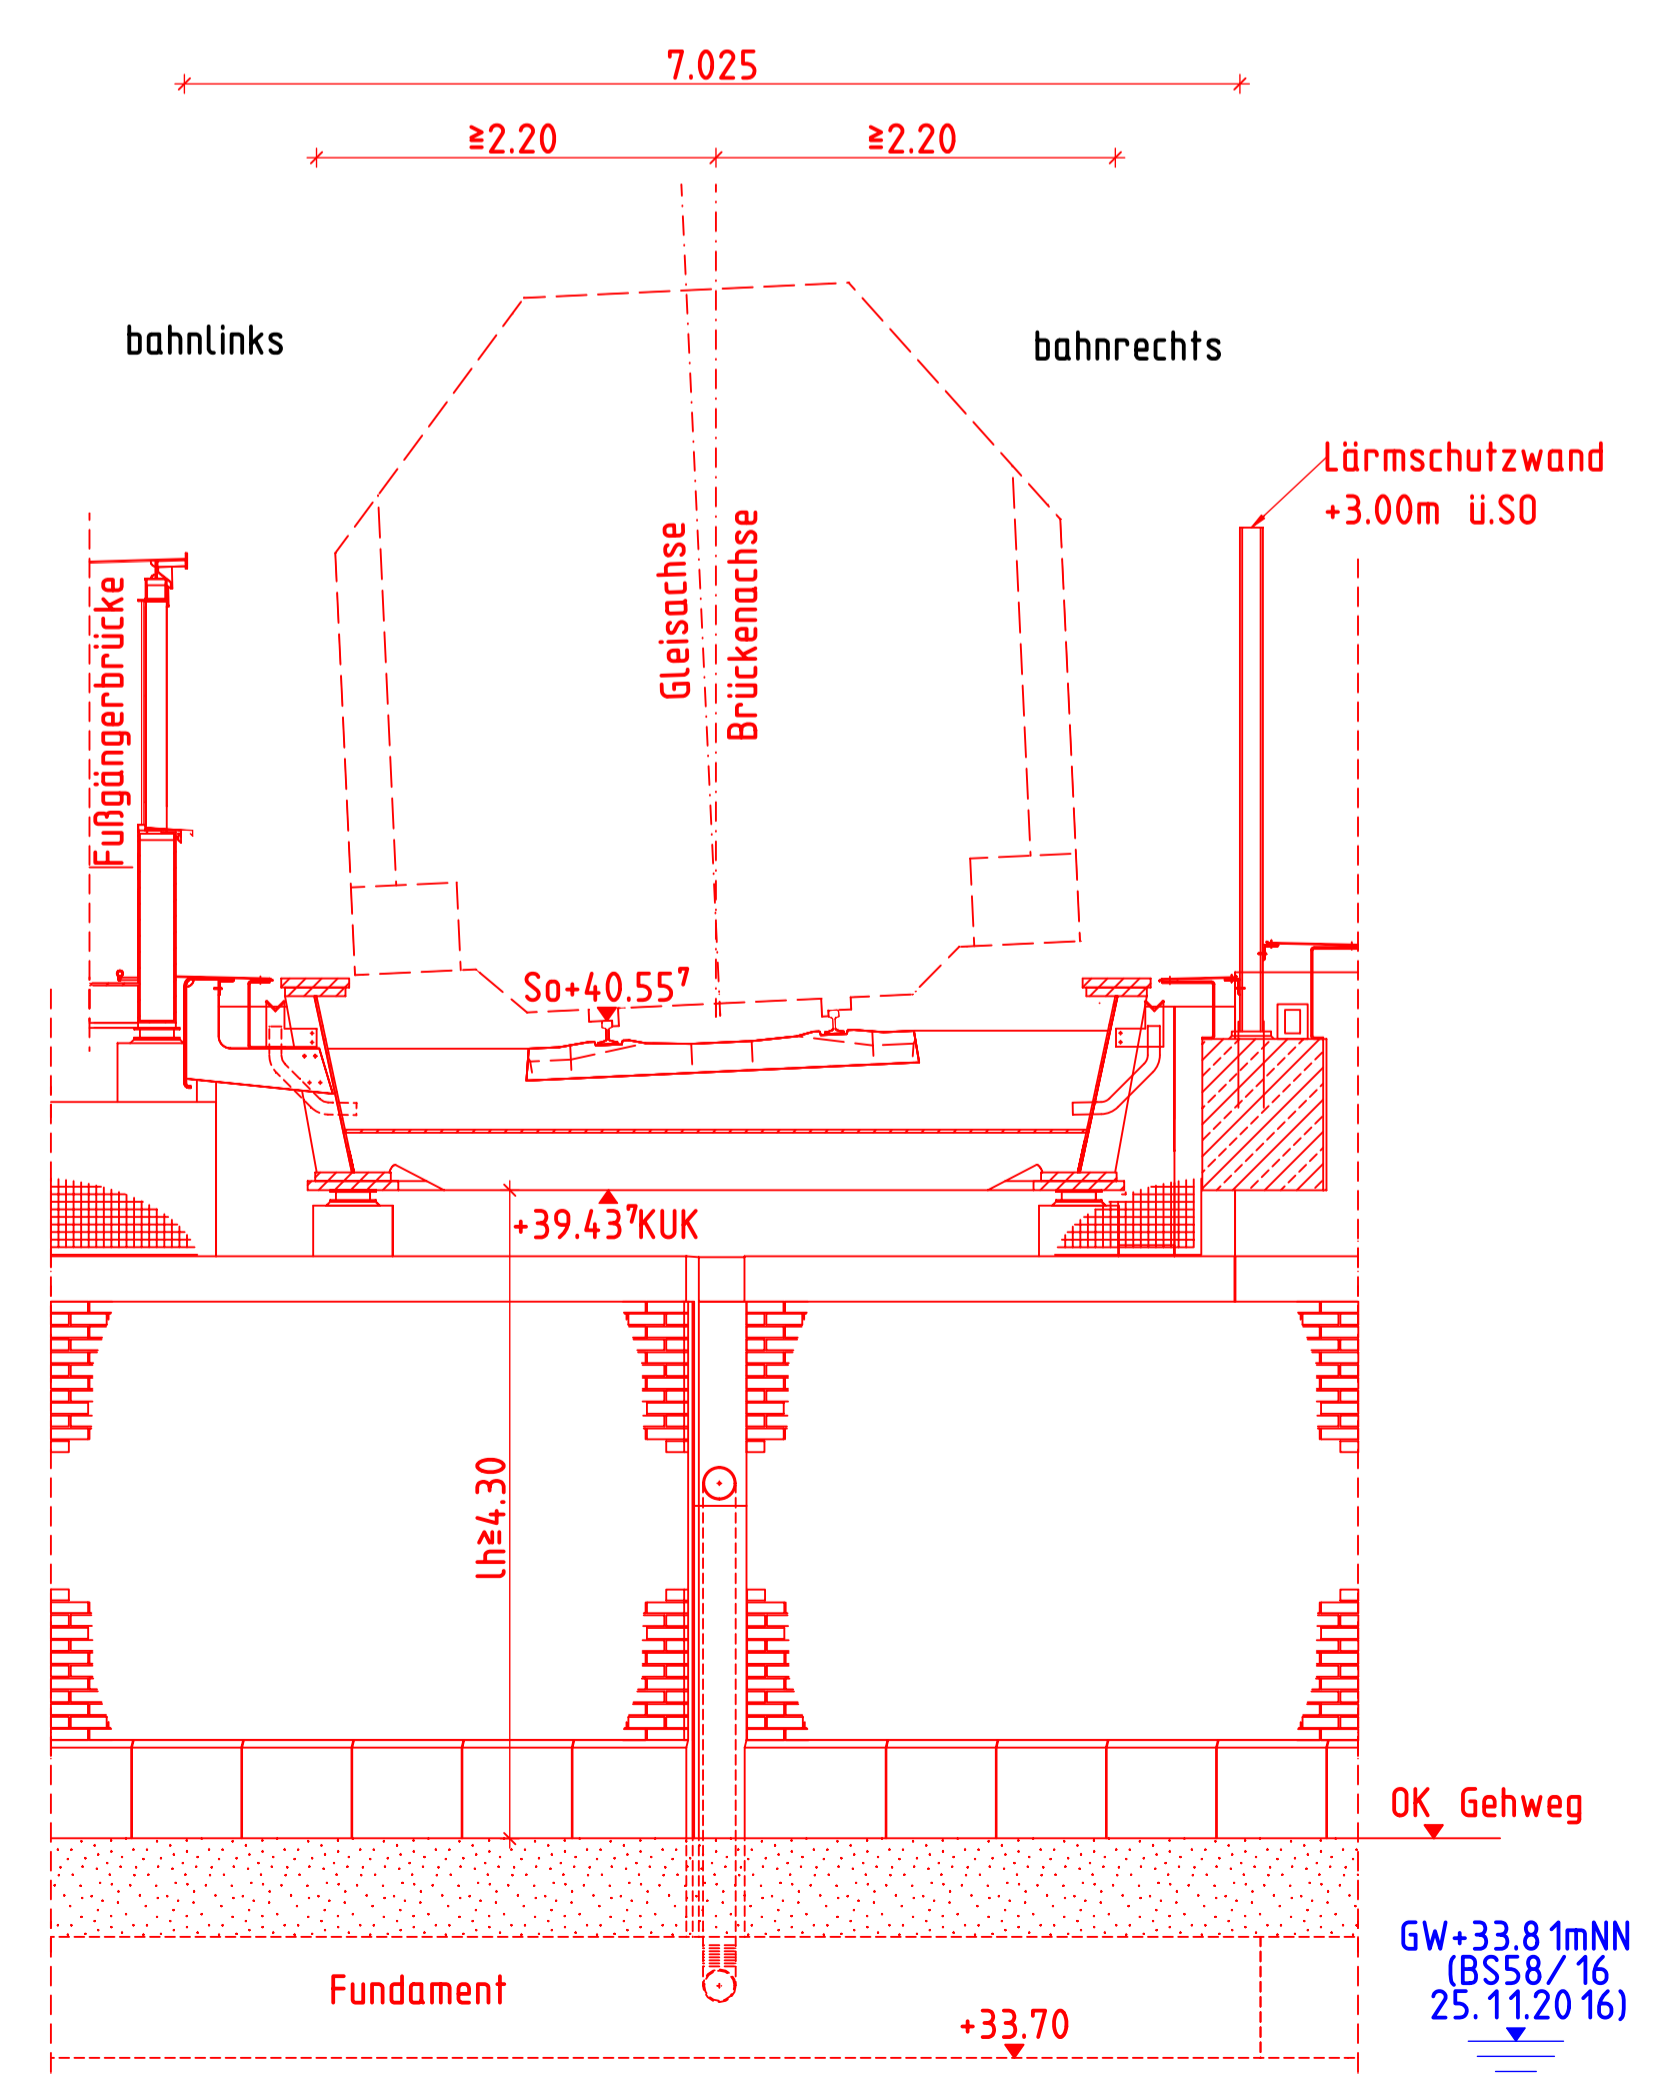 7.025
≧2.20
≧2.20
bahnlinks
bahnrechts
Lärmschutzwand
+3.00m ü.SO
Fußgängerbrücke
Gleisachse
Brückenachse
So+40.55⁷
+39.43⁷KUK
lh≧4.30
OK Gehweg
GW+33.81mNN
(BS58/16
25.11.2016)
Fundament
+33.70